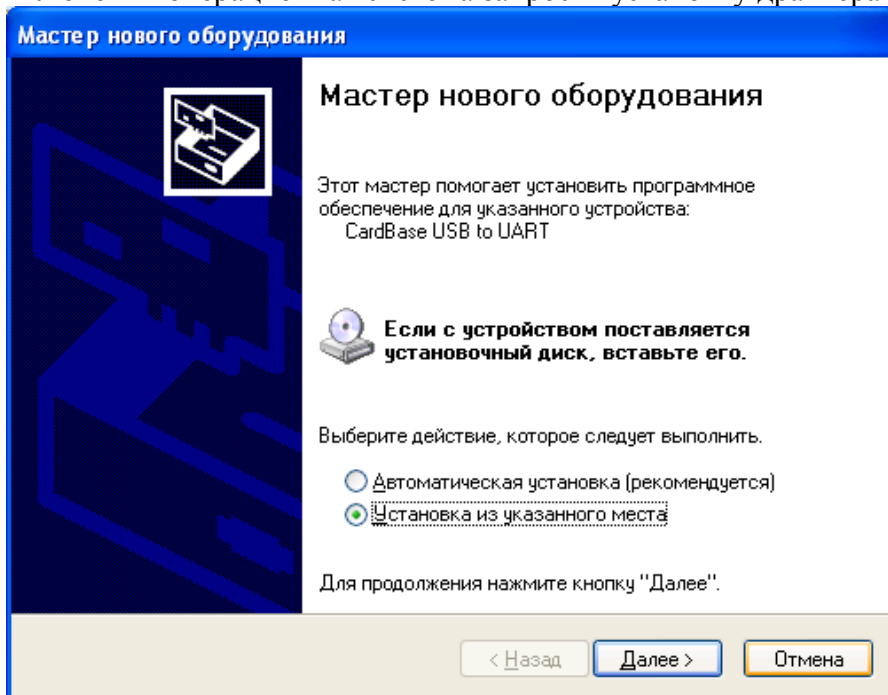 Мастер нового оборудования
Мастер нового оборудования
Этот мастер помогает установить программное
обеспечение для указанного устройства:
CardBase USB to UART
Если с устройством поставляется
установочный диск, вставьте его.
Выберите действие, которое следует выполнить.
Автоматическая установка (рекомендуется)
Установка из указанного места
Для продолжения нажмите кнопку "Далее".
< Назад
Далее >
Отмена